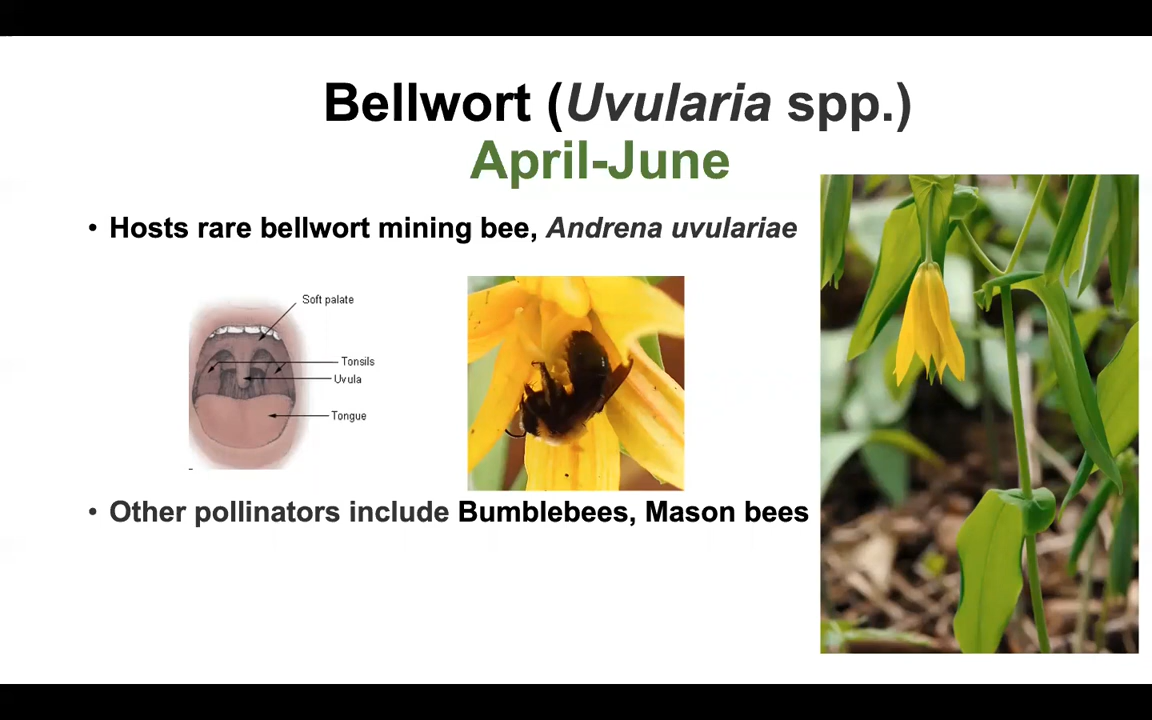 Bellwort (Uvularia spp.)
April-June
• Hosts rare bellwort mining bee, Andrena uvulariae
Soft palate
Tonsils
Uvula
Tongue
• Other pollinators include Bumblebees, Mason bees